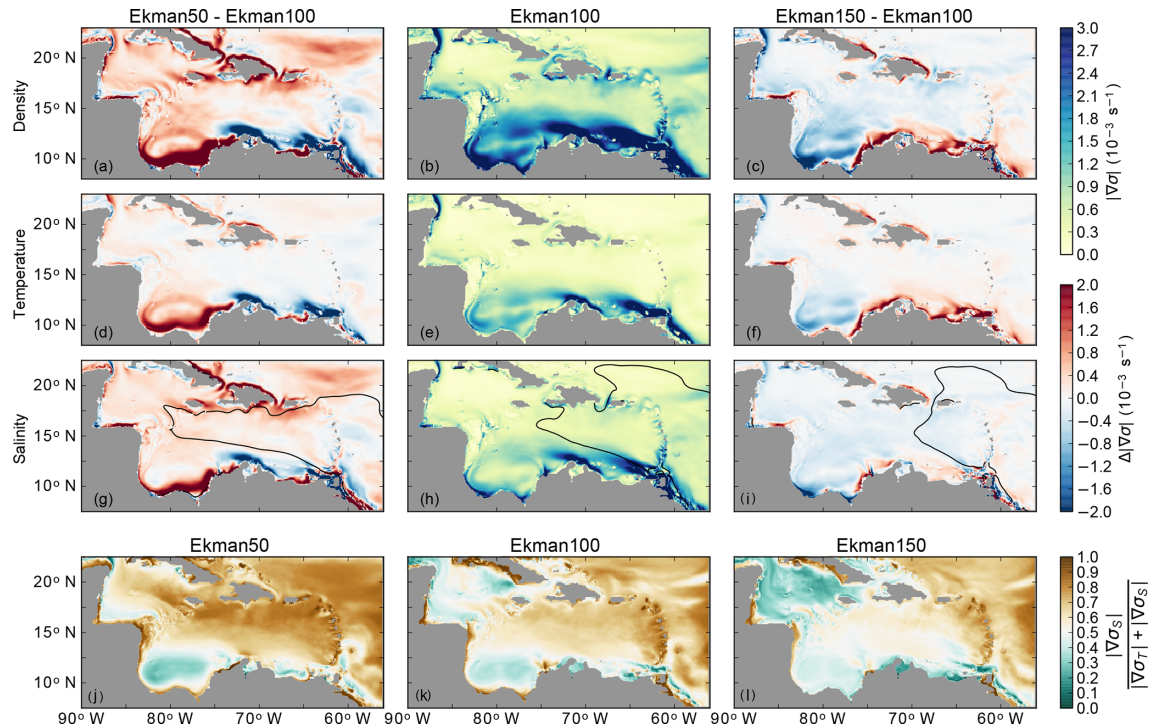 Ekman50 - Ekman100
Ekman100
Ekman150 - Ekman100
Density
20° N
15° N
10° N
(a)
(b)
(c)
3.0
2.7
2.4
2.1
1.8
1.5
1.2
0.9
0.6
0.3
0.0
|∇σ| (10⁻³ s⁻¹)
Temperature
20° N
15° N
10° N
(d)
(e)
(f)
Salinity
20° N
15° N
10° N
(g)
(h)
(i)
2.0
1.6
1.2
0.8
0.4
0.0
−0.4
−0.8
−1.2
−1.6
−2.0
Δ|∇σ| (10⁻³ s⁻¹)
Ekman50
Ekman100
Ekman150
20° N
15° N
10° N
(j)
(k)
(l)
1.0
0.9
0.8
0.7
0.6
0.5
0.4
0.3
0.2
0.1
0.0
|∇σ_S|
|∇σ_T| + |∇σ_S|
90° W 80° W 70° W 60° W 90° W 80° W 70° W 60° W 90° W 80° W 70° W 60° W